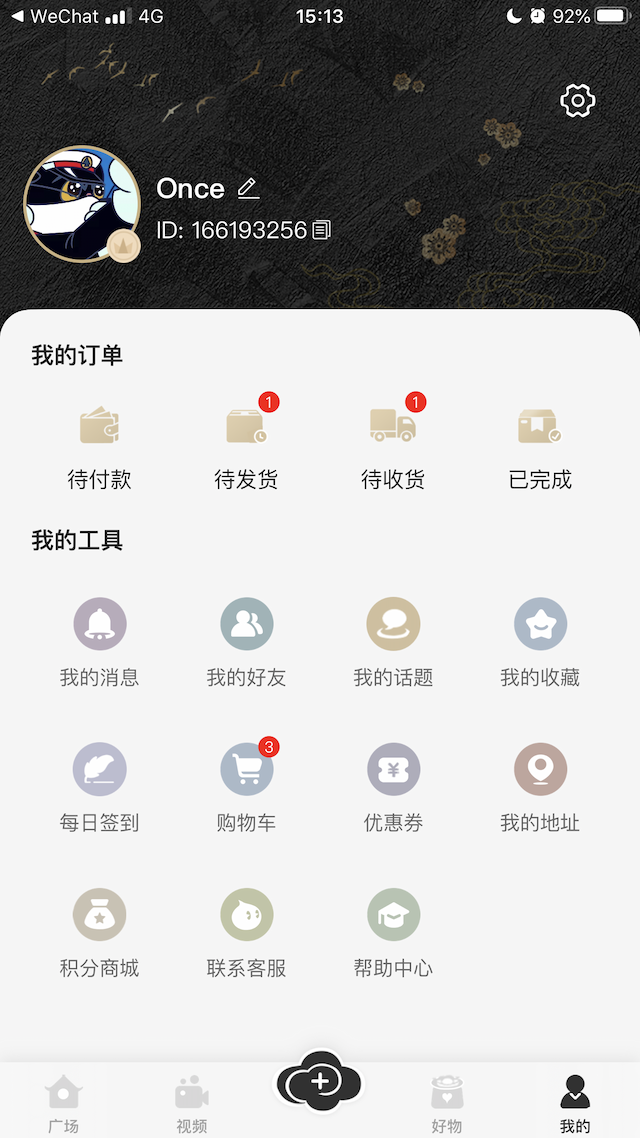 WeChat 4G 15:13 92%
Once
ID: 166193256
我的订单
1 1
待付款 待发货 待收货 已完成
我的工具
我的消息 我的好友 我的话题 我的收藏
3
每日签到 购物车 优惠券 我的地址
积分商城 联系客服 帮助中心
广场 视频 好物 我的